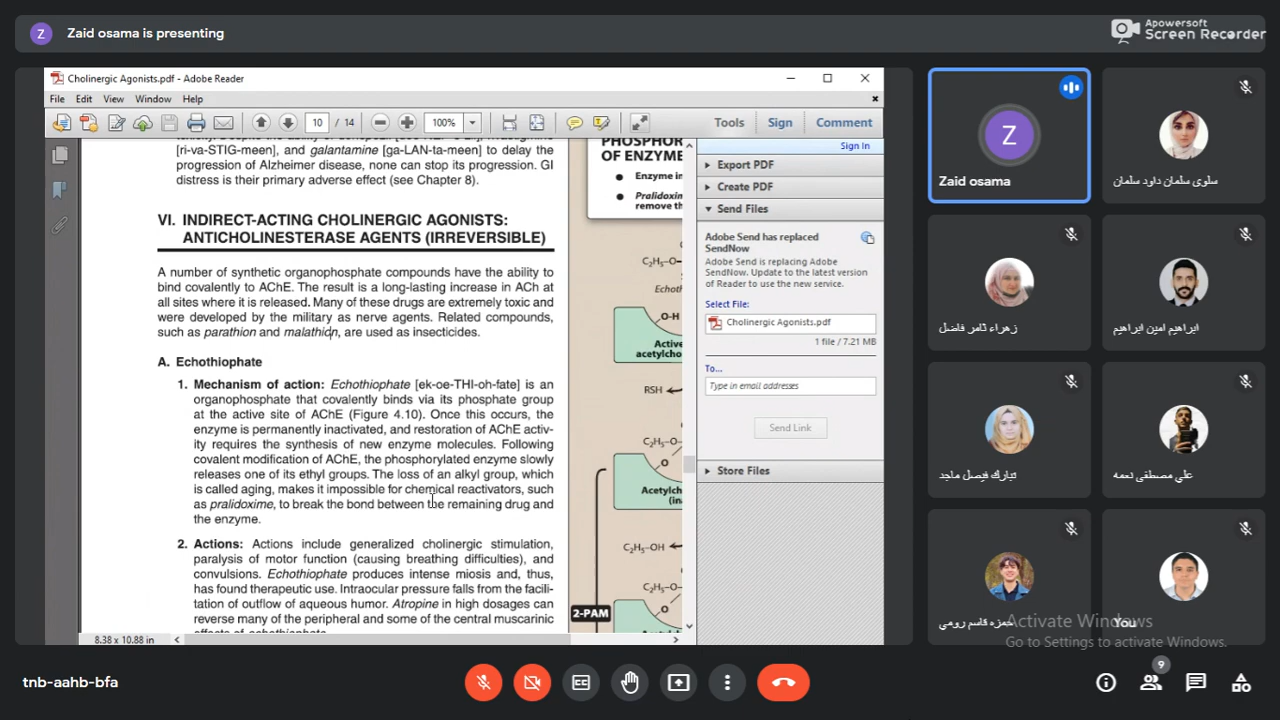 Zaid osama is presenting
Apowersoft
Screen Recorder
Cholinergic Agonists.pdf - Adobe Reader
File Edit View Window Help
10 / 14 100% Tools Sign Comment
[ri-va-STIG-meen], and galantamine [ga-LAN-ta-meen] to delay the
progression of Alzheimer disease, none can stop its progression. GI
distress is their primary adverse effect (see Chapter 8).
VI. INDIRECT-ACTING CHOLINERGIC AGONISTS:
ANTICHOLINESTERASE AGENTS (IRREVERSIBLE)
A number of synthetic organophosphate compounds have the ability to
bind covalently to AChE. The result is a long-lasting increase in ACh at
all sites where it is released. Many of these drugs are extremely toxic and
were developed by the military as nerve agents. Related compounds,
such as parathion and malathion, are used as insecticides.
A. Echothiophate
1. Mechanism of action: Echothiophate [ek-oe-THI-oh-fate] is an
organophosphate that covalently binds via its phosphate group
at the active site of AChE (Figure 4.10). Once this occurs, the
enzyme is permanently inactivated, and restoration of AChE activ-
ity requires the synthesis of new enzyme molecules. Following
covalent modification of AChE, the phosphorylated enzyme slowly
releases one of its ethyl groups. The loss of an alkyl group, which
is called aging, makes it impossible for chemical reactivators, such
as pralidoxime, to break the bond between the remaining drug and
the enzyme.
2. Actions: Actions include generalized cholinergic stimulation,
paralysis of motor function (causing breathing difficulties), and
convulsions. Echothiophate produces intense miosis and, thus,
has found therapeutic use. Intraocular pressure falls from the facili-
tation of outflow of aqueous humor. Atropine in high dosages can
reverse many of the peripheral and some of the central muscarinic
8.38 x 10.88 in
PHOSPHOR
OF ENZYME
Enzyme in
Pralidoxim
remove th
C₂H₅-O
Echoth
O-H
Active
acetylcho
RSH
C₂H₅-O
O
Acetylch
(ina
C₂H₅-OH
C₂H₅-O
O
2-PAM
Sign In
Export PDF
Create PDF
Send Files
Adobe Send has replaced
SendNow
Adobe Send is replacing Adobe
SendNow. Update to the latest version
of Reader to use the new service.
Select File:
Cholinergic Agonists.pdf
1 file / 7.21 MB
To...
Type in email addresses
Send Link
Store Files
Z
Zaid osama
سلوى سلمان داود سلمان
زهراء ثامر فاضل
ابراهيم امين ابراهيم
تبارك فيصل ماجد
علي مصطفى نعمه
حمزه قاسم رومي
You
Activate Windows
Go to Settings to activate Windows.
tnb-aahb-bfa
9